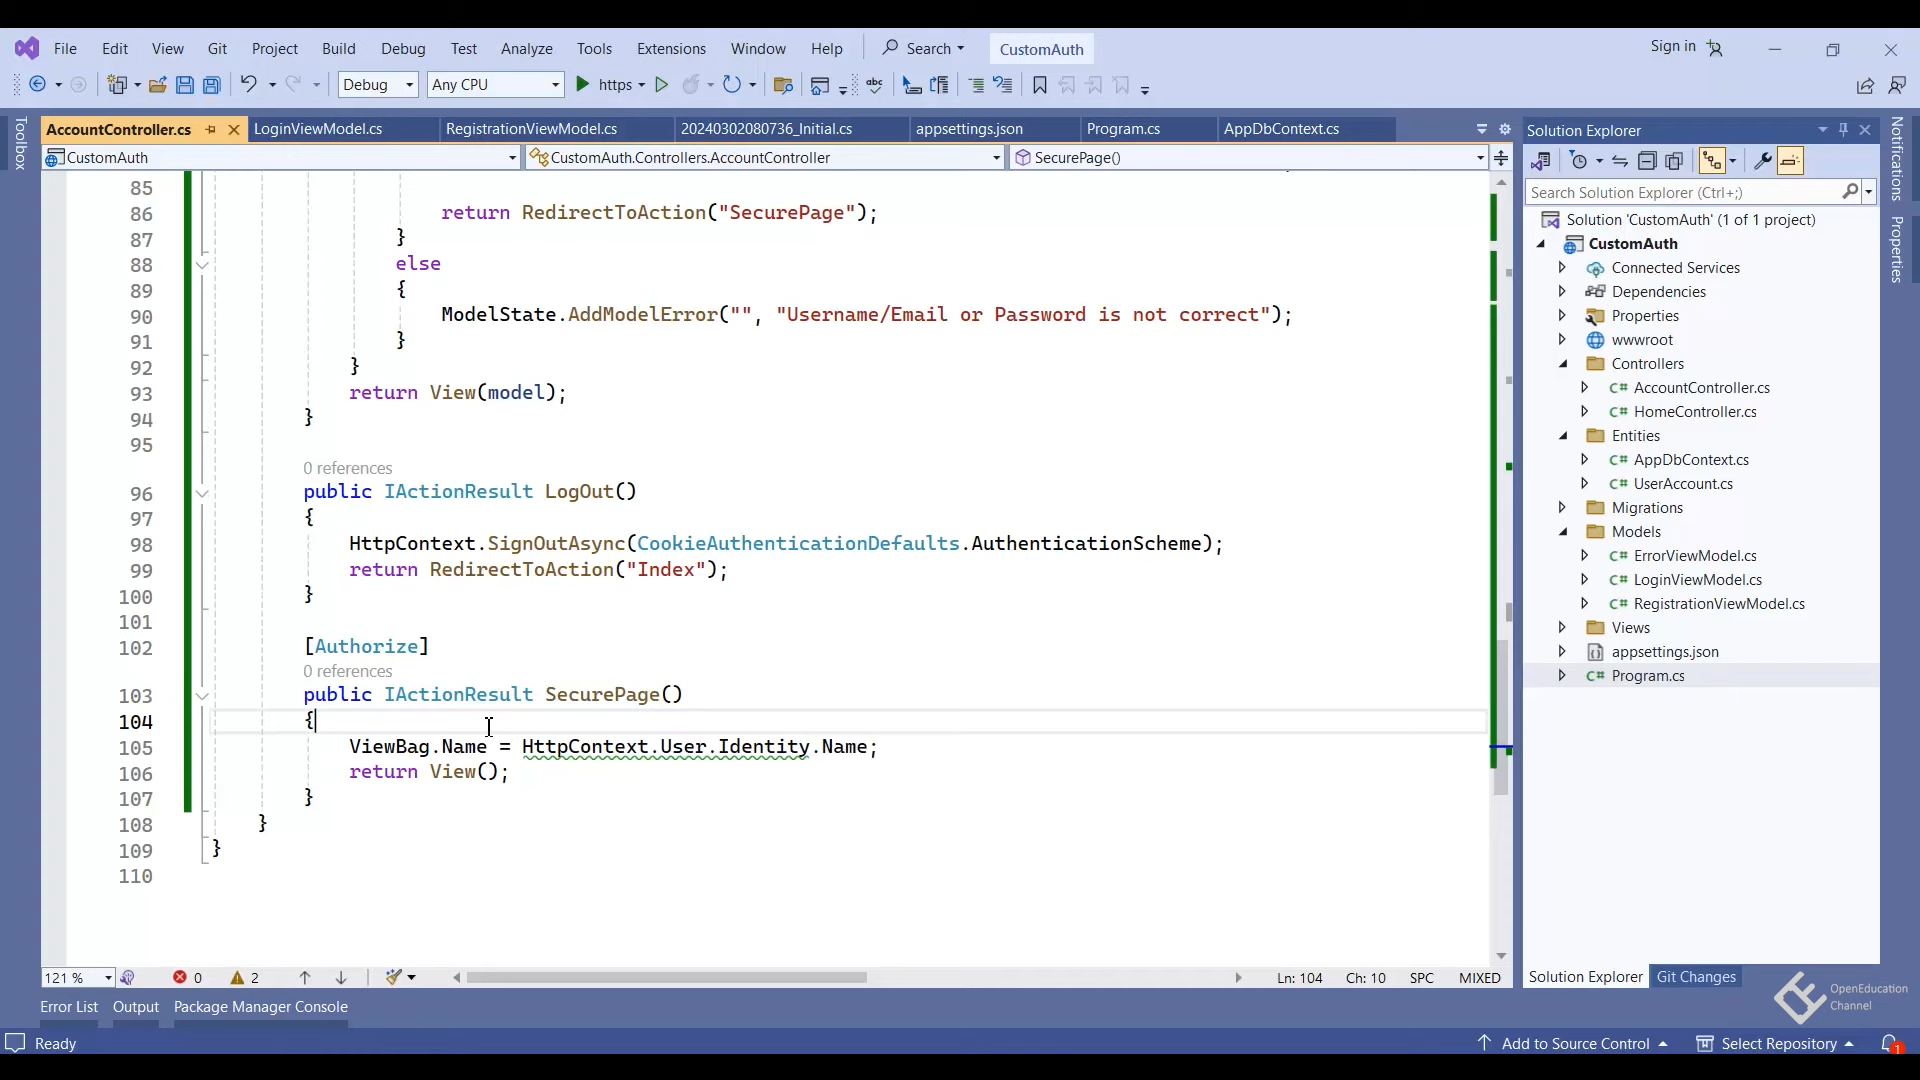 File Edit View Git Project Build Debug Test Analyze Tools Extensions Window Help Search CustomAuth Sign in
Debug Any CPU https
Toolbox
AccountController.cs LoginViewModel.cs RegistrationViewModel.cs 20240302080736_Initial.cs appsettings.json Program.cs AppDbContext.cs
CustomAuth CustomAuth.Controllers.AccountController SecurePage()
85
86 return RedirectToAction("SecurePage");
87 }
88 else
89 {
90 ModelState.AddModelError("", "Username/Email or Password is not correct");
91 }
92 }
93 return View(model);
94 }
95
0 references
96 public IActionResult LogOut()
97 {
98 HttpContext.SignOutAsync(CookieAuthenticationDefaults.AuthenticationScheme);
99 return RedirectToAction("Index");
100 }
101
102 [Authorize]
0 references
103 public IActionResult SecurePage()
104 {
105 ViewBag.Name = HttpContext.User.Identity.Name;
106 return View();
107 }
108 }
109 }
110
121 % 0 2 Ln: 104 Ch: 10 SPC MIXED
Solution Explorer
Search Solution Explorer (Ctrl+;)
Solution 'CustomAuth' (1 of 1 project)
CustomAuth
Connected Services
Dependencies
Properties
wwwroot
Controllers
C# AccountController.cs
C# HomeController.cs
Entities
C# AppDbContext.cs
C# UserAccount.cs
Migrations
Models
C# ErrorViewModel.cs
C# LoginViewModel.cs
C# RegistrationViewModel.cs
Views
appsettings.json
C# Program.cs
Solution Explorer Git Changes
Notifications
Properties
OpenEducation
Channel
Error List Output Package Manager Console
Ready Add to Source Control Select Repository 1